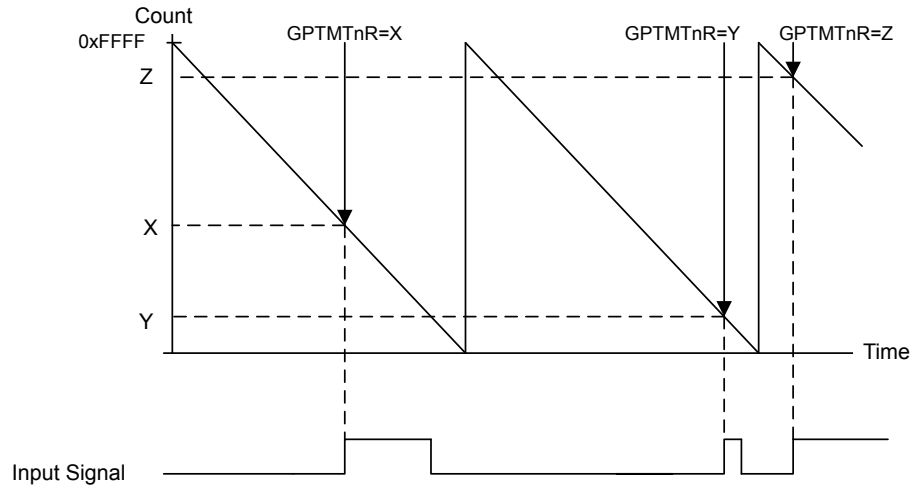 Count
0xFFFF
GPTMTnR=X
GPTMTnR=Y
GPTMTnR=Z
Z
X
Y
Time
Input Signal